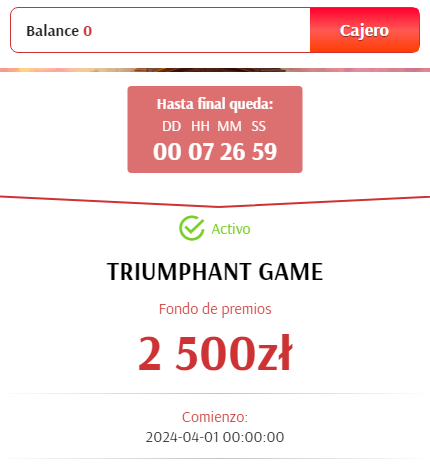 Balance 0 Cajero
Hasta final queda:
DD HH MM SS
00 07 26 59
Activo
TRIUMPHANT GAME
Fondo de premios
2 500zł
Comienzo:
2024-04-01 00:00:00